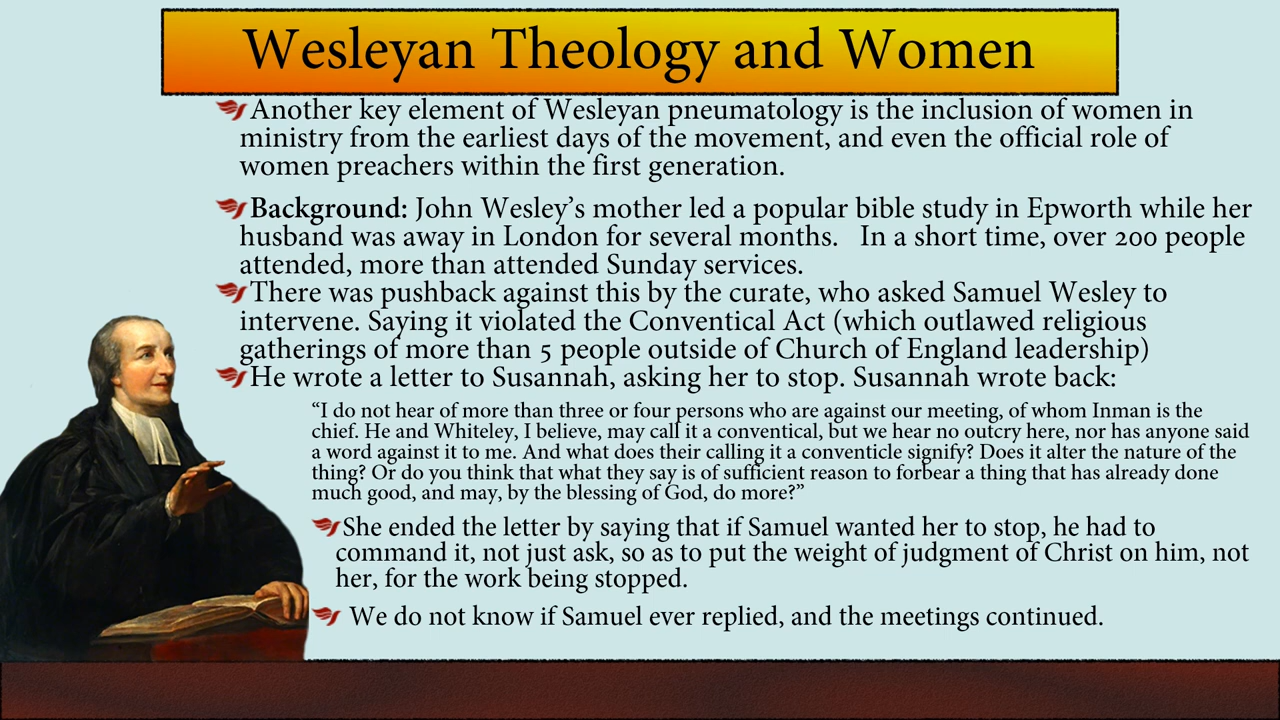 Wesleyan Theology and Women
Another key element of Wesleyan pneumatology is the inclusion of women in
ministry from the earliest days of the movement, and even the official role of
women preachers within the first generation.
Background: John Wesley’s mother led a popular bible study in Epworth while her
husband was away in London for several months.   In a short time, over 200 people
attended, more than attended Sunday services.
There was pushback against this by the curate, who asked Samuel Wesley to
intervene. Saying it violated the Conventical Act (which outlawed religious
gatherings of more than 5 people outside of Church of England leadership)
He wrote a letter to Susannah, asking her to stop. Susannah wrote back:
“I do not hear of more than three or four persons who are against our meeting, of whom Inman is the
chief. He and Whiteley, I believe, may call it a conventical, but we hear no outcry here, nor has anyone said
a word against it to me. And what does their calling it a conventicle signify? Does it alter the nature of the
thing? Or do you think that what they say is of sufficient reason to forbear a thing that has already done
much good, and may, by the blessing of God, do more?”
She ended the letter by saying that if Samuel wanted her to stop, he had to
command it, not just ask, so as to put the weight of judgment of Christ on him, not
her, for the work being stopped.
We do not know if Samuel ever replied, and the meetings continued.